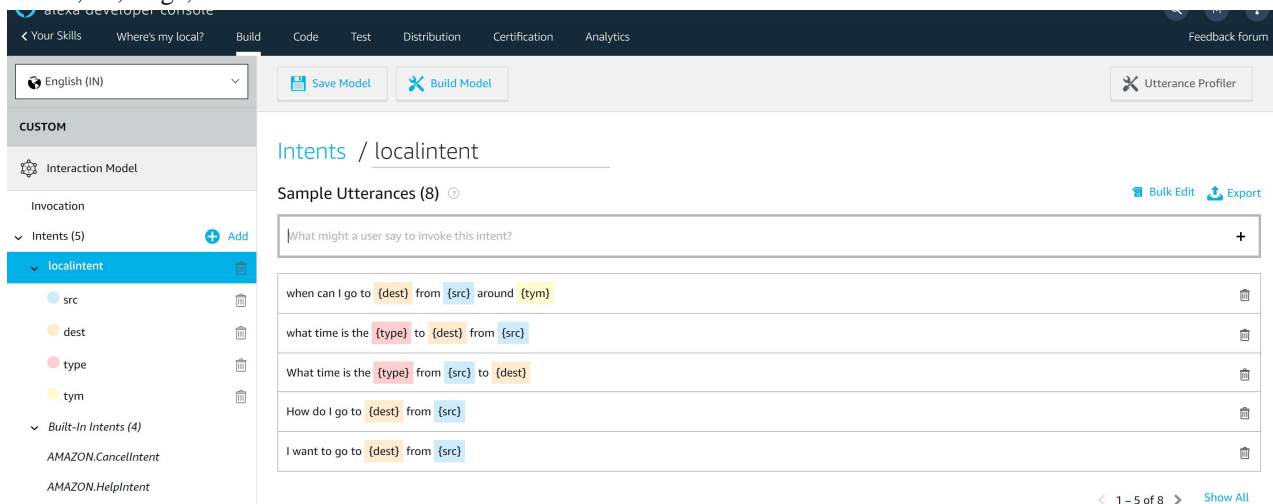 alexa developer console
Your Skills Where's my local? Build Code Test Distribution Certification Analytics Feedback forum
English (IN)
Save Model Build Model Utterance Profiler
CUSTOM
Interaction Model
Invocation
Intents (5) Add
localintent
src
dest
type
tym
Built-In Intents (4)
AMAZON.CancelIntent
AMAZON.HelpIntent
Intents / localintent
Sample Utterances (8) Bulk Edit Export
What might a user say to invoke this intent?
when can I go to {dest} from {src} around {tym}
what time is the {type} to {dest} from {src}
What time is the {type} from {src} to {dest}
How do I go to {dest} from {src}
I want to go to {dest} from {src}
1 – 5 of 8 Show All